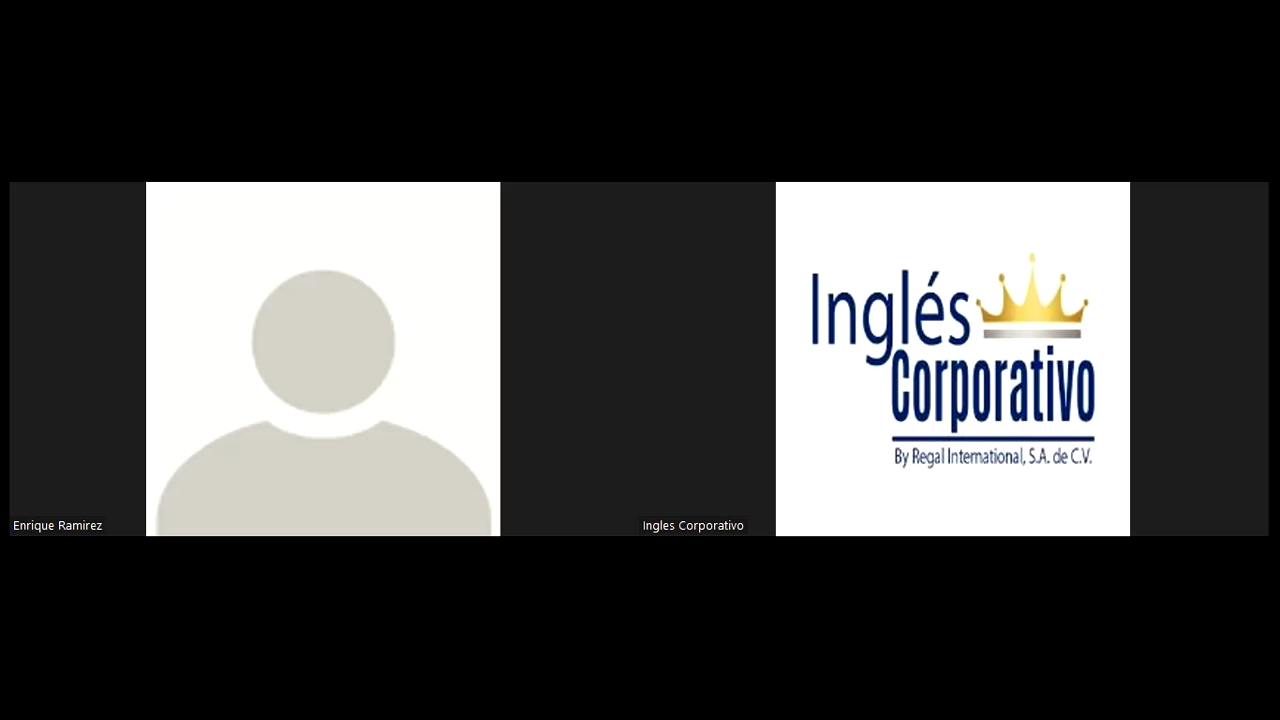 Inglés
Corporativo
By Regal International, S.A. de C.V.
Enrique Ramirez
Ingles Corporativo